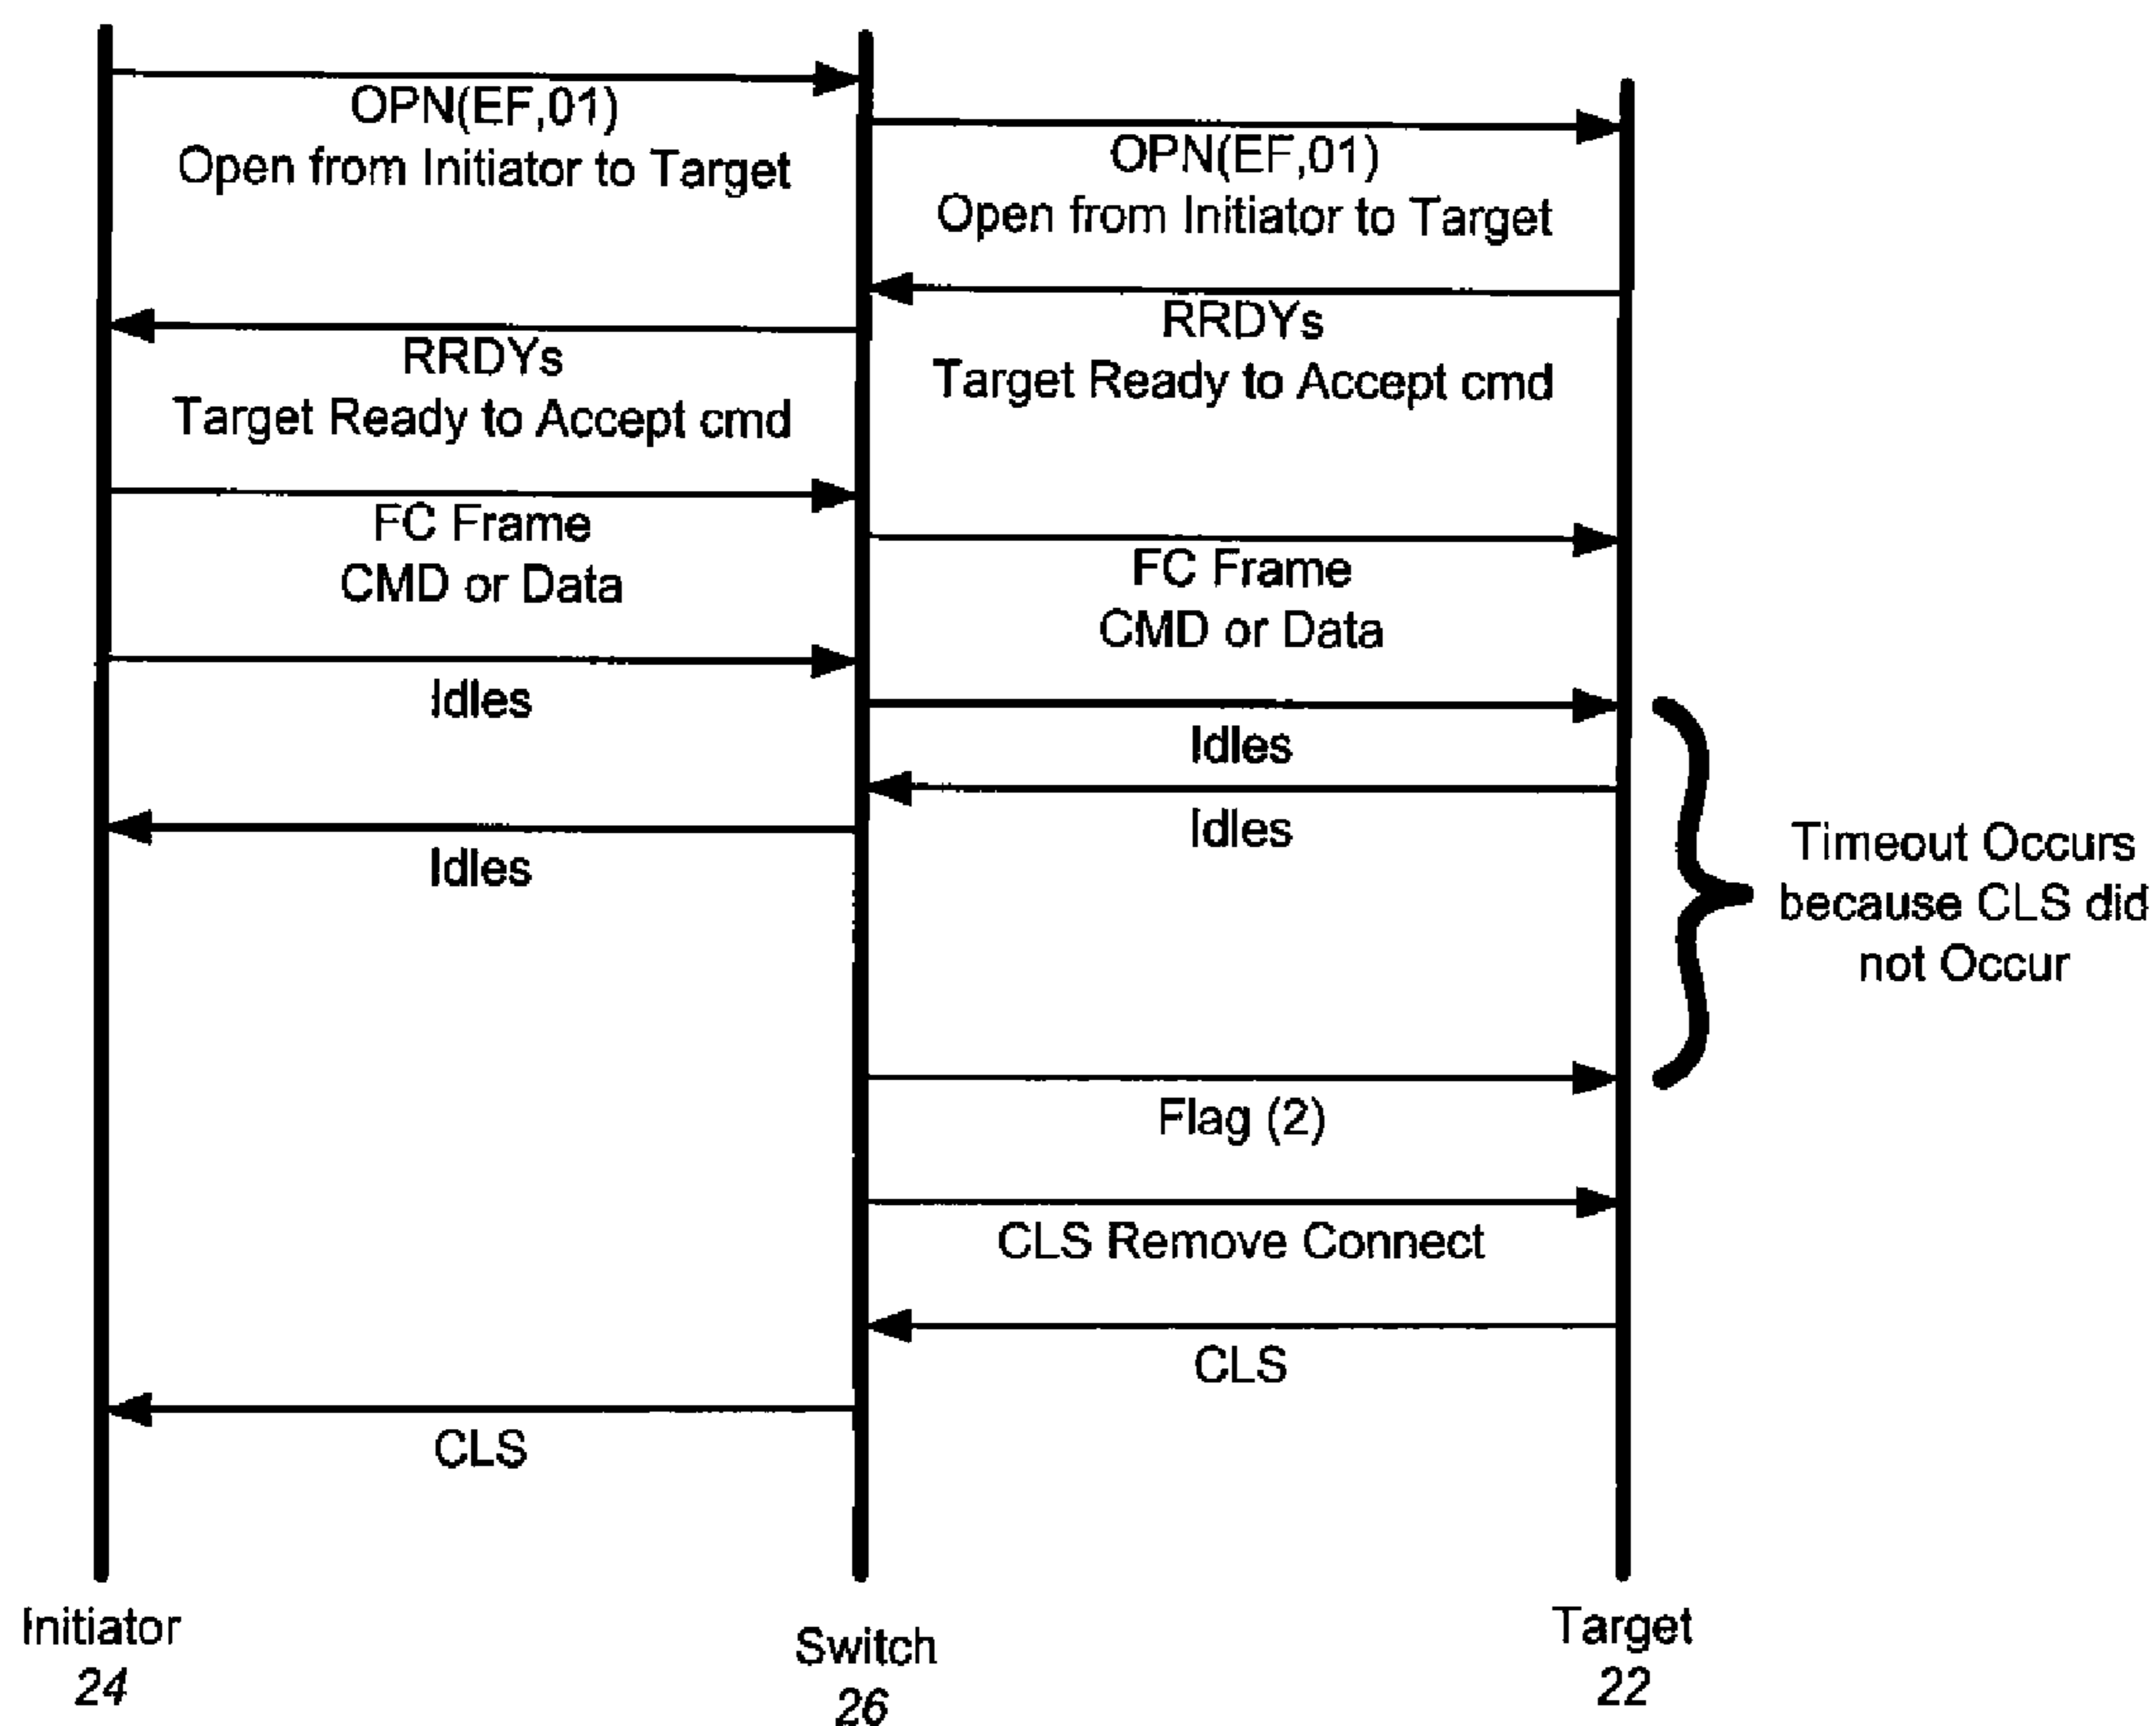 OPN(EF,01)
Open from Initiator to Target
OPN(EF,01)
Open from Initiator to Target
RRDYs
Target Ready to Accept cmd
RRDYs
Target Ready to Accept cmd
FC Frame
CMD or Data
FC Frame
CMD or Data
Idles
Idles
Idles
Idles
Timeout Occurs
because CLS did
not Occur
Flag (2)
CLS Remove Connect
CLS
CLS
Initiator
24
Switch
26
Target
22